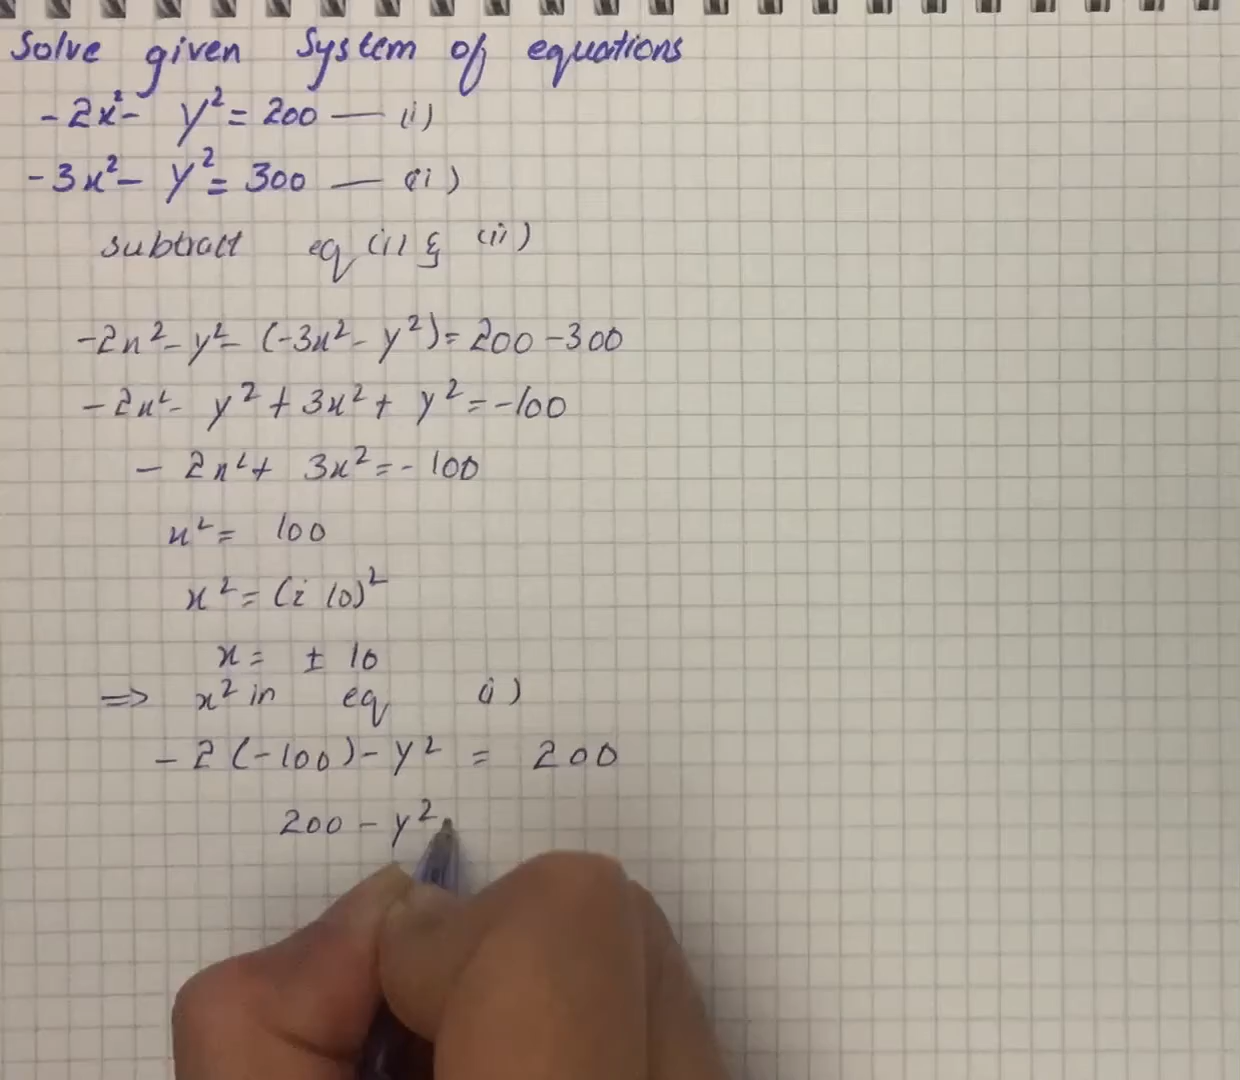 Solve given System of equations
-2x²- y²= 200 — (i)
-3x²- y²= 300 — (ii)
subtract eq (i) & (ii)
-2x²-y²-(-3x²-y²)=200-300
-2x²- y²+3x²+ y²=-100
- 2x²+ 3x²=- 100
x²= 100
x²= (i 10)²
x= ± 10
=> x² in eq (i)
-2(-100)-y² = 200
200-y²